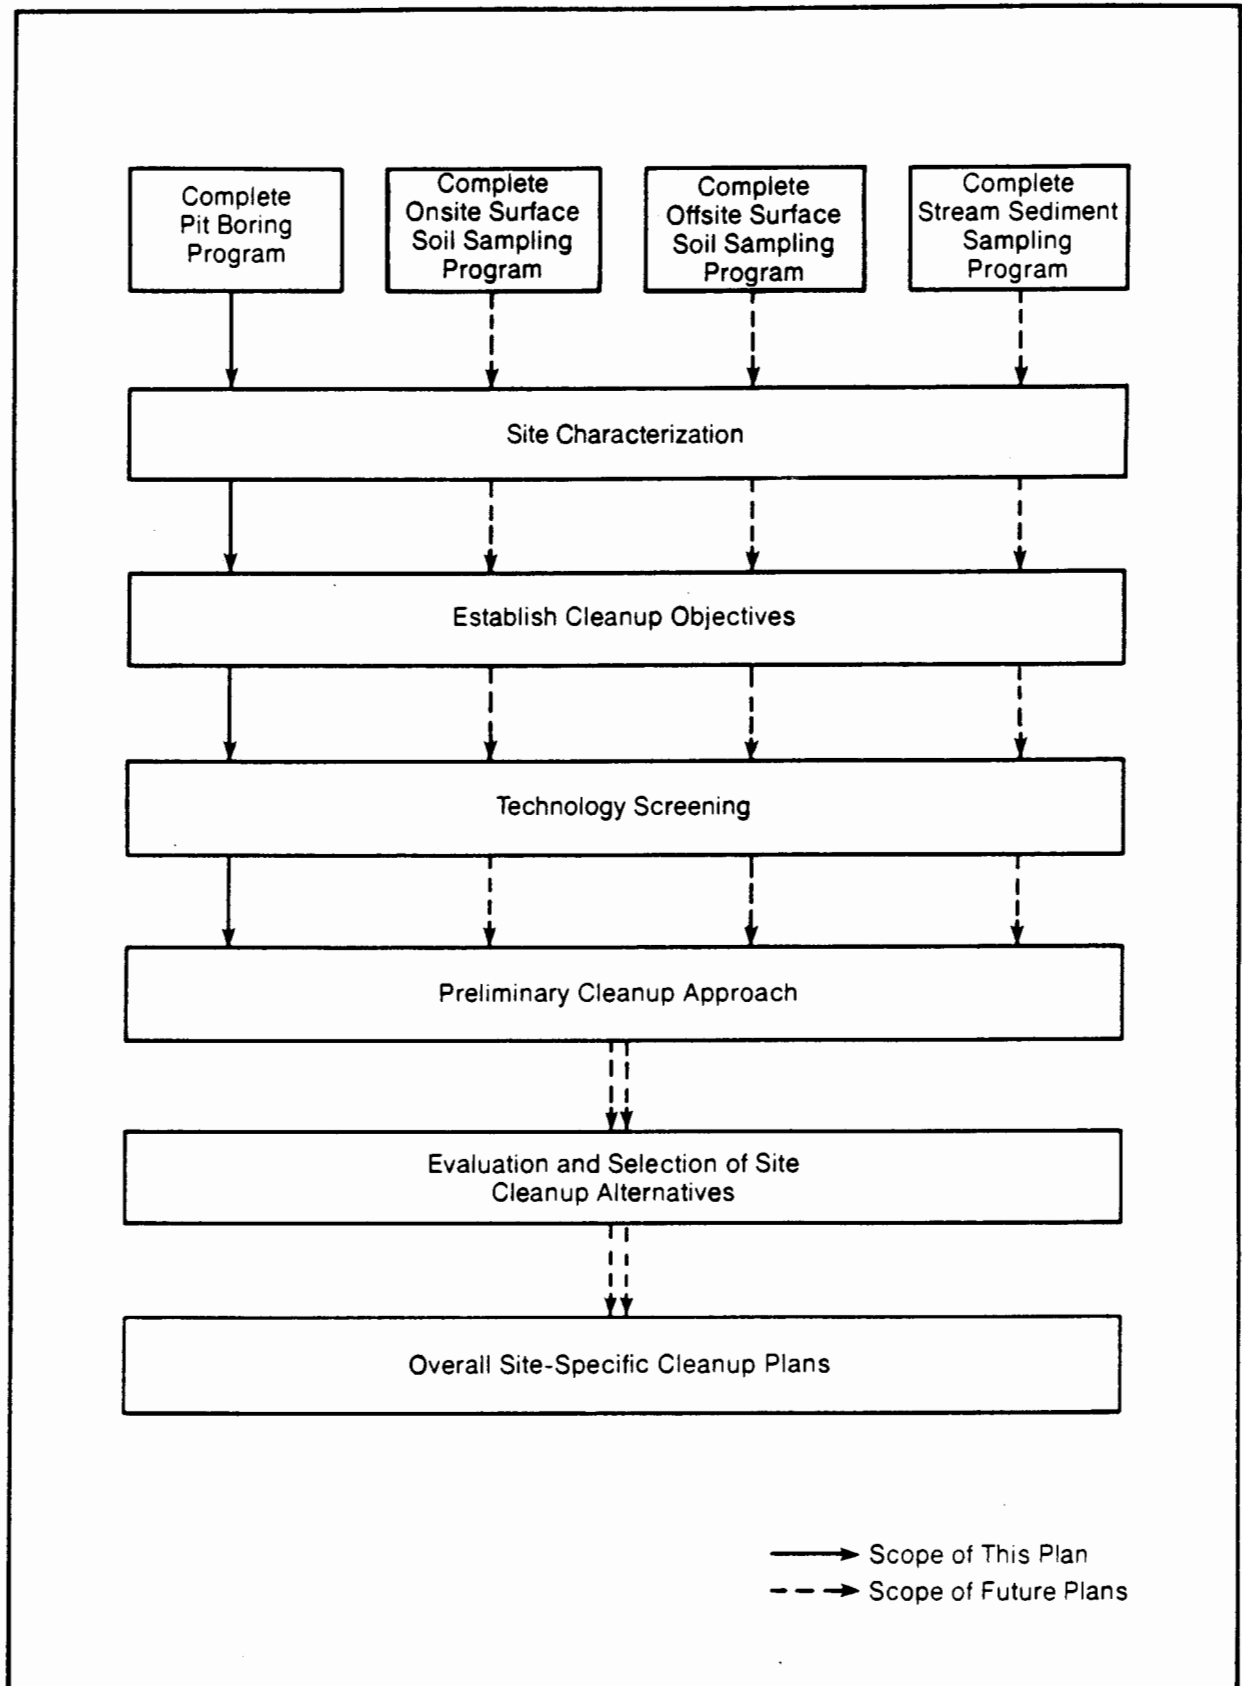 Complete
Pit Boring
Program
Complete
Onsite Surface
Soil Sampling
Program
Complete
Offsite Surface
Soil Sampling
Program
Complete
Stream Sediment
Sampling
Program
Site Characterization
Establish Cleanup Objectives
Technology Screening
Preliminary Cleanup Approach
Evaluation and Selection of Site
Cleanup Alternatives
Overall Site-Specific Cleanup Plans
Scope of This Plan
Scope of Future Plans